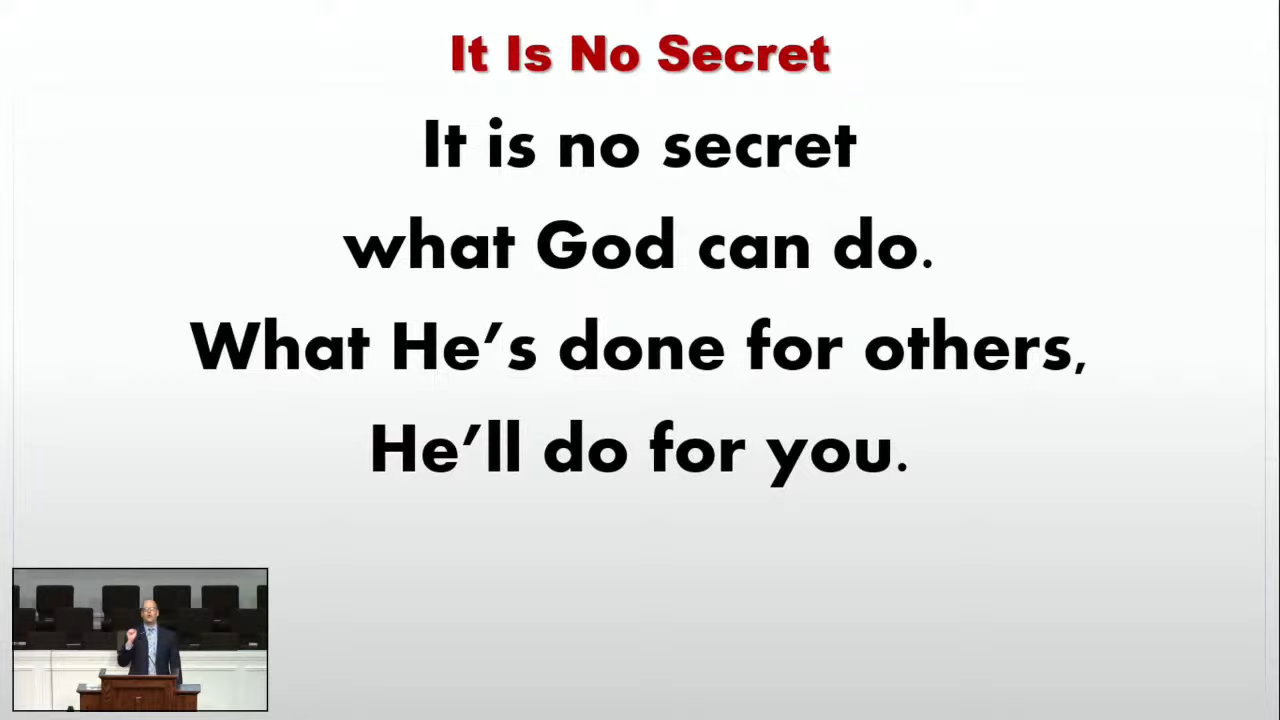 It Is No Secret
It is no secret
what God can do.
What He’s done for others,
He’ll do for you.